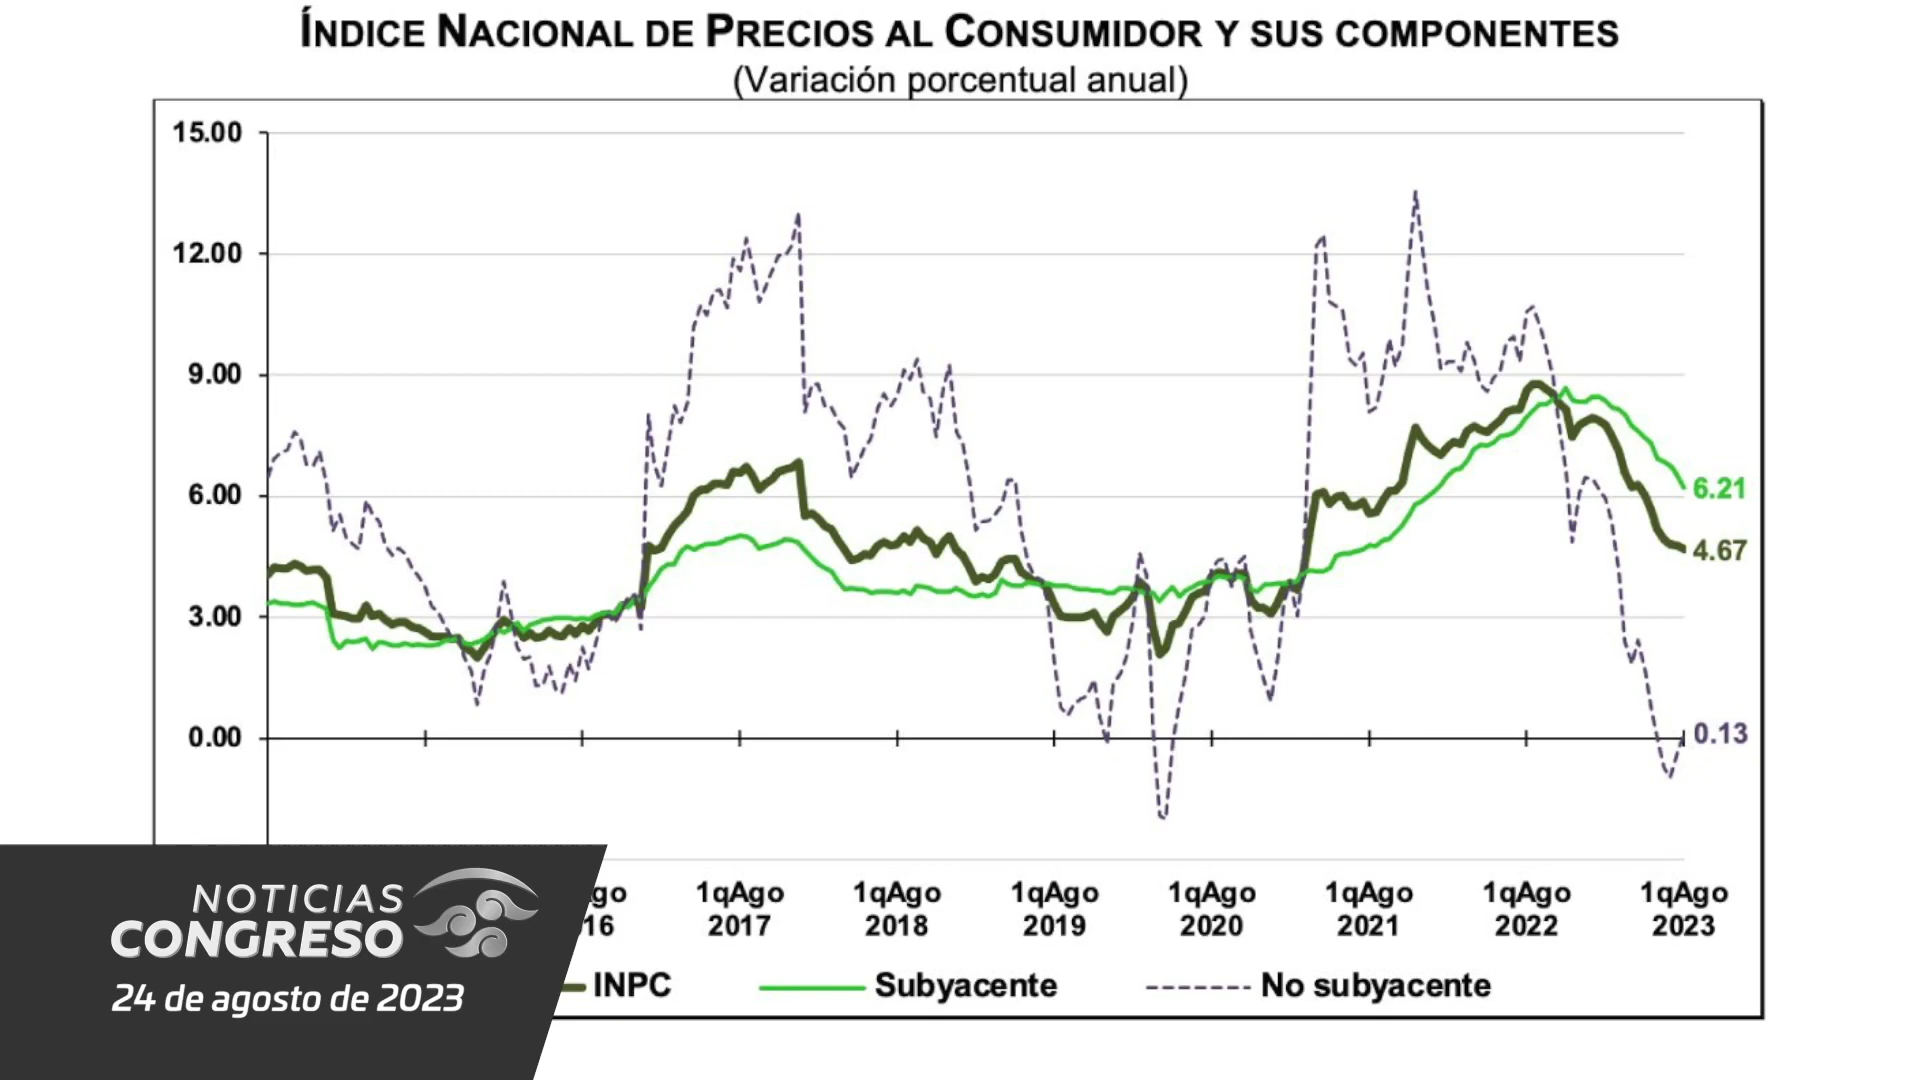 ÍNDICE NACIONAL DE PRECIOS AL CONSUMIDOR Y SUS COMPONENTES
(Variación porcentual anual)
15.00
12.00
9.00
6.00
3.00
0.00
6.21
4.67
0.13
1qAgo 1qAgo 1qAgo 1qAgo 1qAgo 1qAgo 1qAgo
2017 2018 2019 2020 2021 2022 2023
INPC Subyacente No subyacente
NOTICIAS
CONGRESO
24 de agosto de 2023